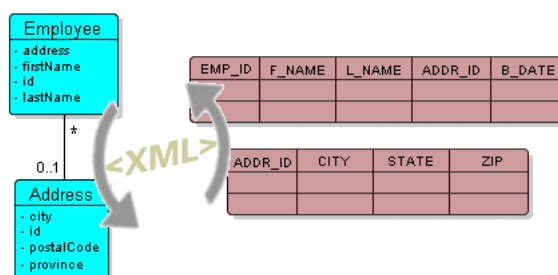 Employee
- address
- firstName
- id
- lastName
*
0..1
Address
- city
- id
- postalCode
- province
<XML>
EMP_ID F_NAME L_NAME ADDR_ID B_DATE
ADDR_ID CITY STATE ZIP